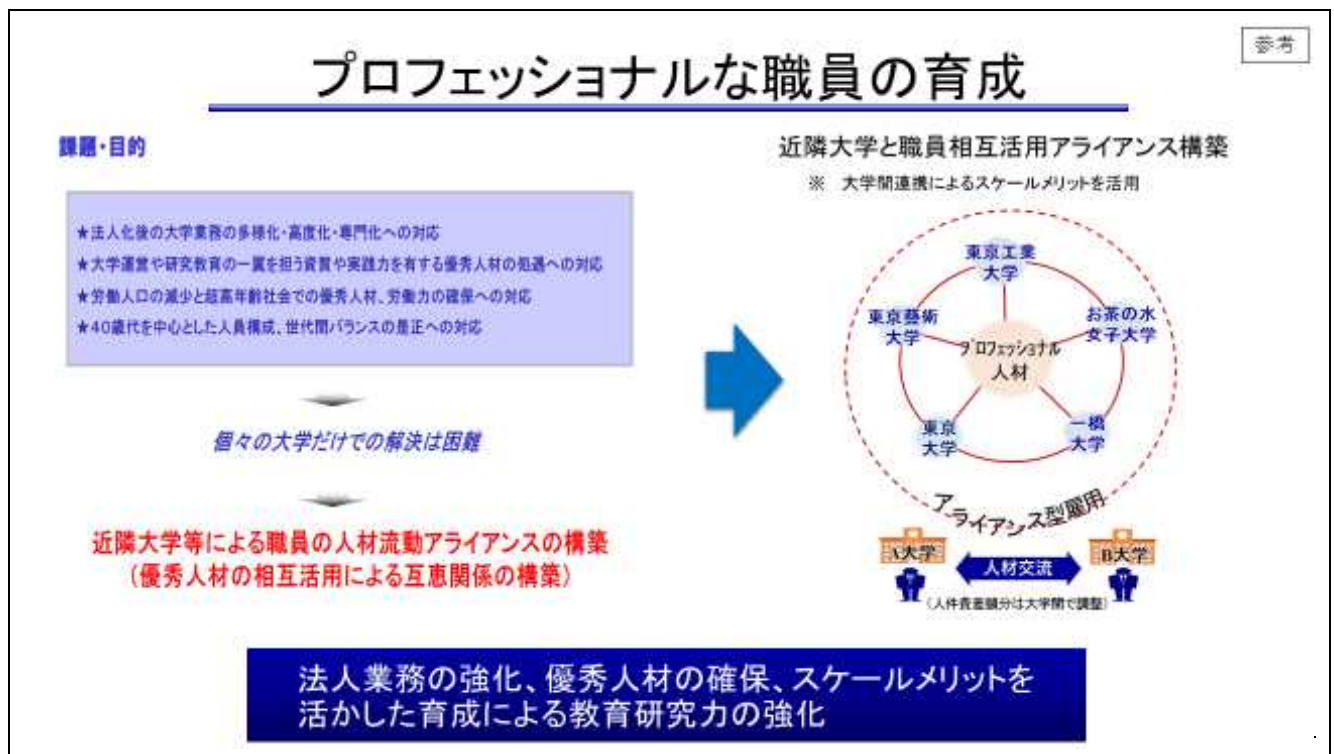 参考
プロフェッショナルな職員の育成
課題・目的
★法人化後の大学業務の多様化・高度化・専門化への対応
★大学運営や研究教育の一翼を担う資質や実践力を有する優秀人材の処遇への対応
★労働人口の減少と超高年齢社会での優秀人材、労働力の確保への対応
★40歳代を中心とした人員構成、世代間バランスの是正への対応
個々の大学だけでの解決は困難
近隣大学等による職員の人材流動アライアンスの構築
（優秀人材の相互活用による互恵関係の構築）
近隣大学と職員相互活用アライアンス構築
※ 大学間連携によるスケールメリットを活用
東京工業
大学
お茶の水
女子大学
東京藝術
大学
プロフェッショナル
人材
東京
大学
一橋
大学
アライアンス型雇用
A大学
B大学
人材交流
（人件費差額分は大学間で調整）
法人業務の強化、優秀人材の確保、スケールメリットを
活かした育成による教育研究力の強化